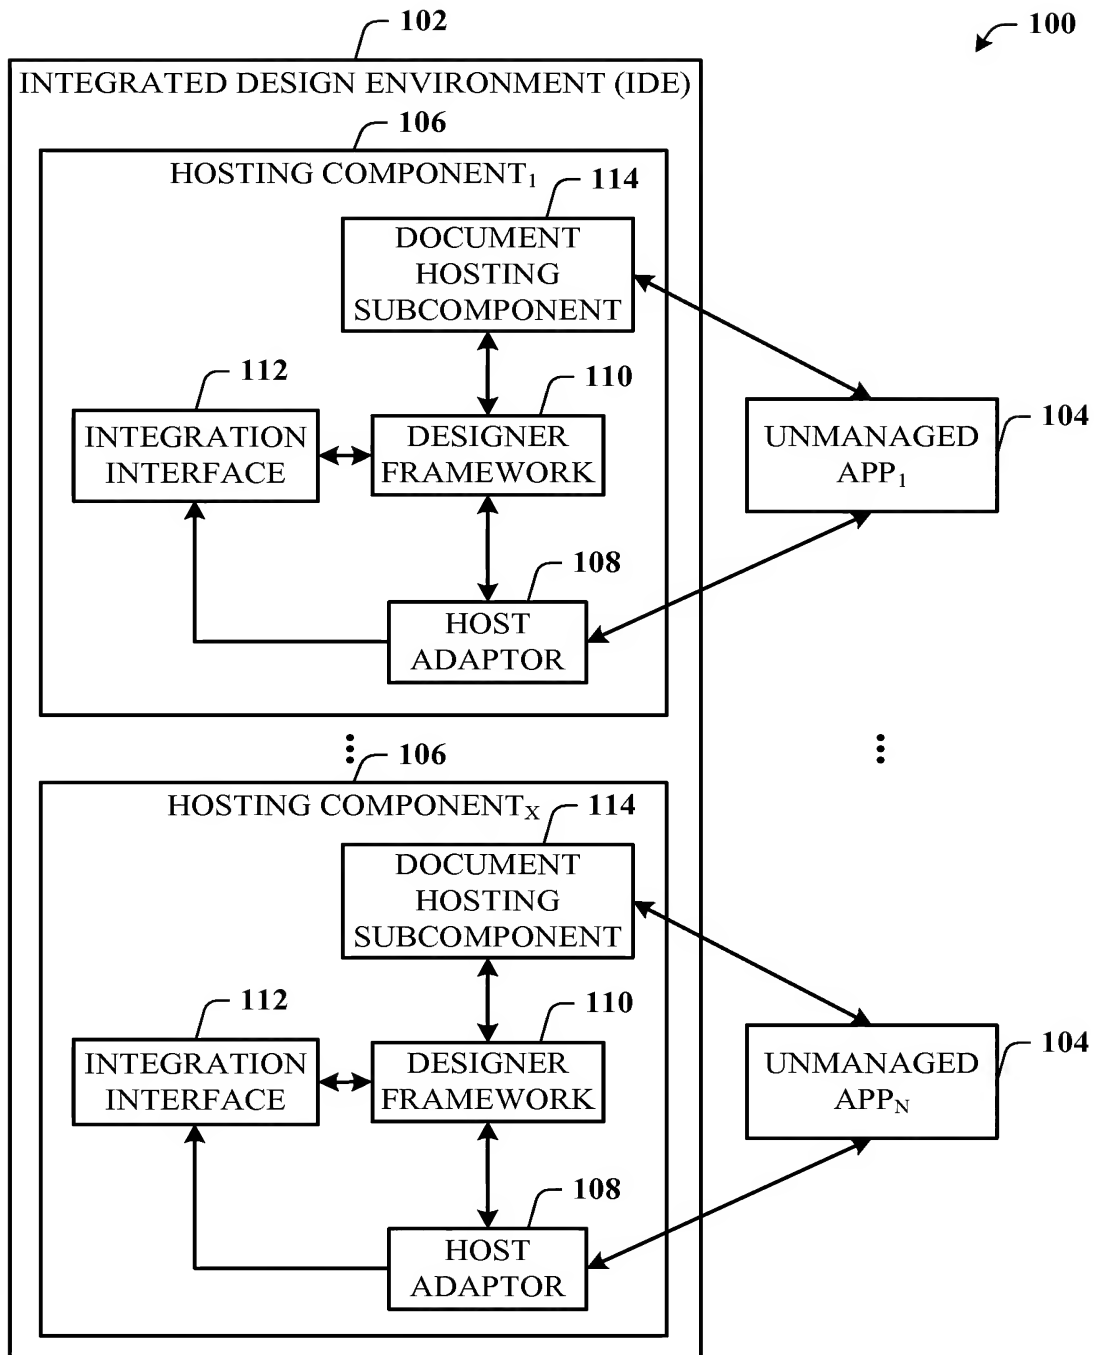 102
100
INTEGRATED DESIGN ENVIRONMENT (IDE)
106
HOSTING COMPONENT₁
114
DOCUMENT
HOSTING
SUBCOMPONENT
112
110
INTEGRATION
INTERFACE
DESIGNER
FRAMEWORK
UNMANAGED
APP₁
104
108
HOST
ADAPTOR
106
HOSTING COMPONENTX
114
DOCUMENT
HOSTING
SUBCOMPONENT
112
110
INTEGRATION
INTERFACE
DESIGNER
FRAMEWORK
UNMANAGED
APPN
104
108
HOST
ADAPTOR